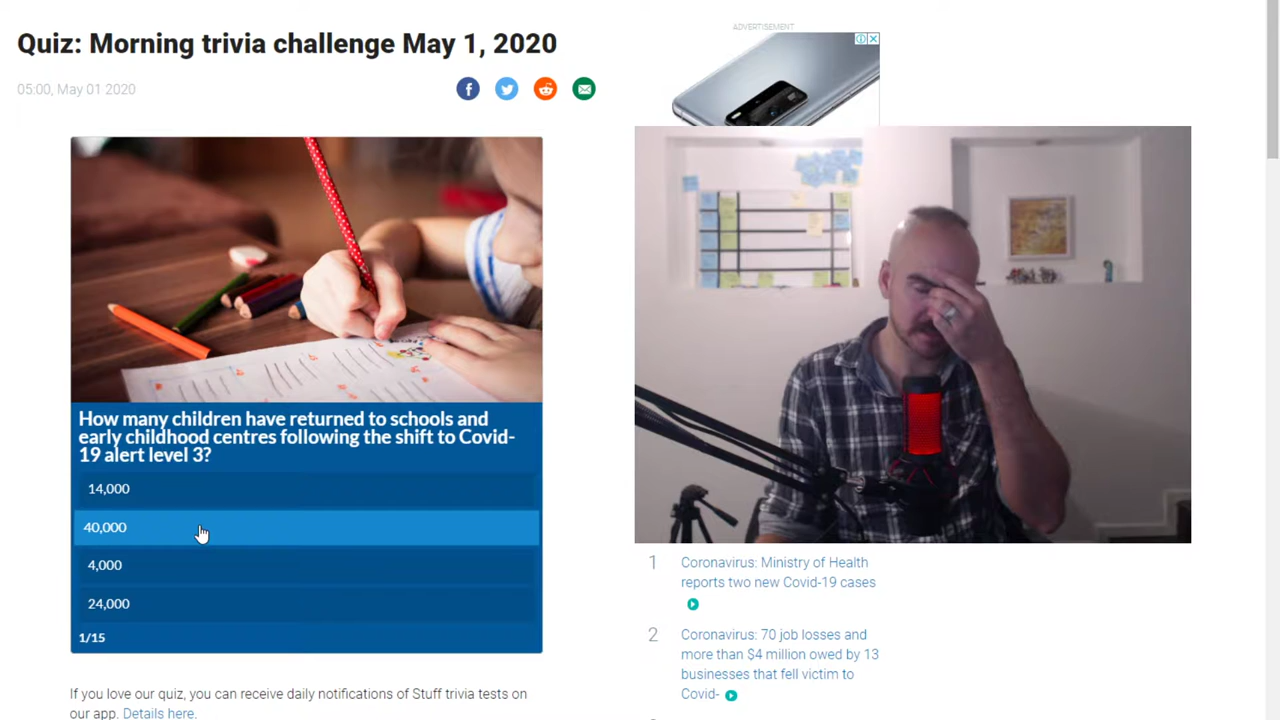 Quiz: Morning trivia challenge May 1, 2020
05:00, May 01 2020
ADVERTISEMENT
How many children have returned to schools and
early childhood centres following the shift to Covid-
19 alert level 3?
14,000
40,000
4,000
24,000
1/15
If you love our quiz, you can receive daily notifications of Stuff trivia tests on
our app. Details here.
1
Coronavirus: Ministry of Health
reports two new Covid-19 cases
2
Coronavirus: 70 job losses and
more than $4 million owed by 13
businesses that fell victim to
Covid-